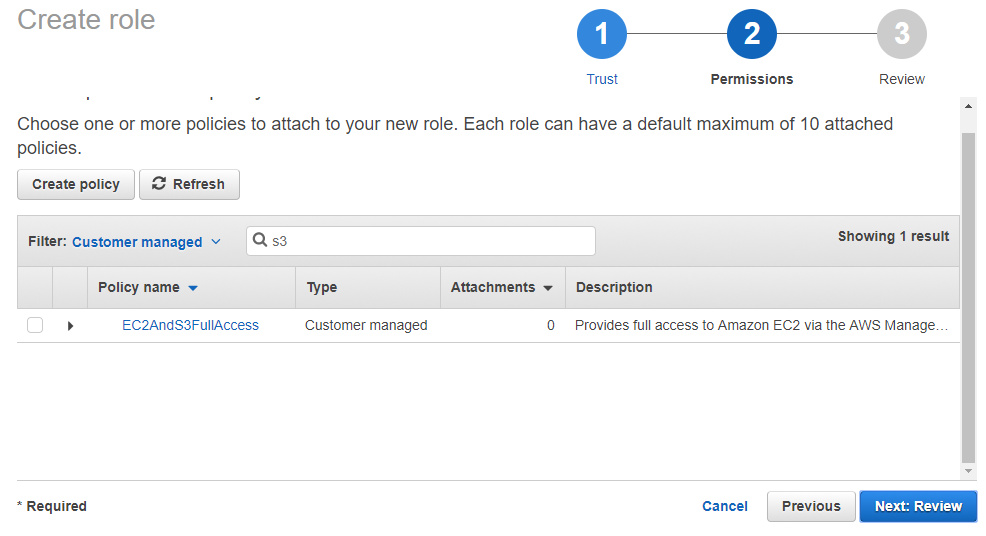 Create role
1
2
3
Trust
Permissions
Review
Choose one or more policies to attach to your new role. Each role can have a default maximum of 10 attached
policies.
Create policy
Refresh
Filter: Customer managed
s3
Showing 1 result
Policy name
Type
Attachments
Description
EC2AndS3FullAccess
Customer managed
0
Provides full access to Amazon EC2 via the AWS Manage…
* Required
Cancel
Previous
Next: Review